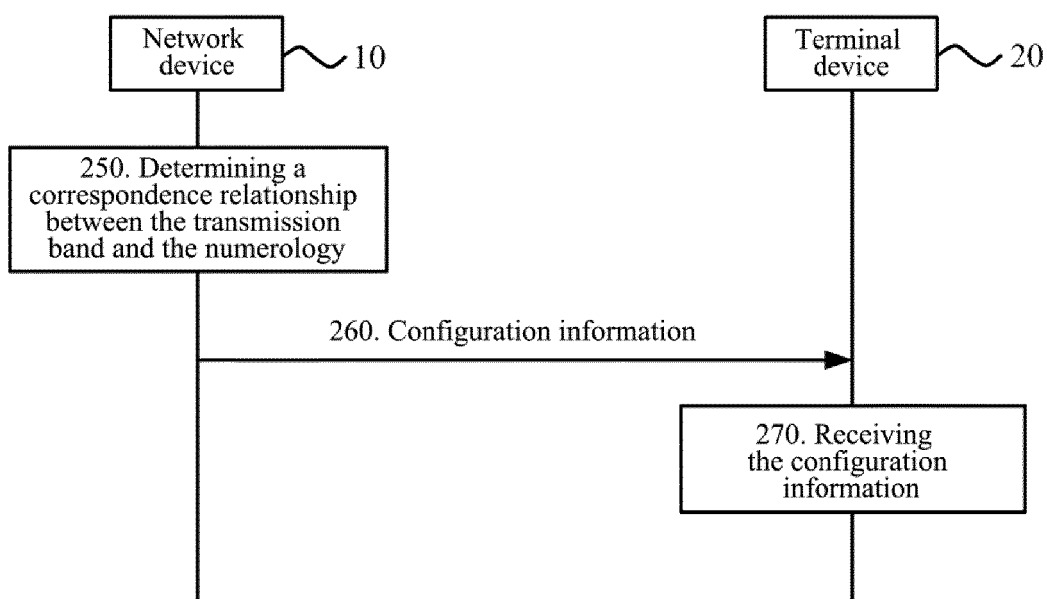 Network
device
10
Terminal
device
20
250. Determining a
correspondence relationship
between the transmission
band and the numerology
260. Configuration information
270. Receiving
the configuration
information